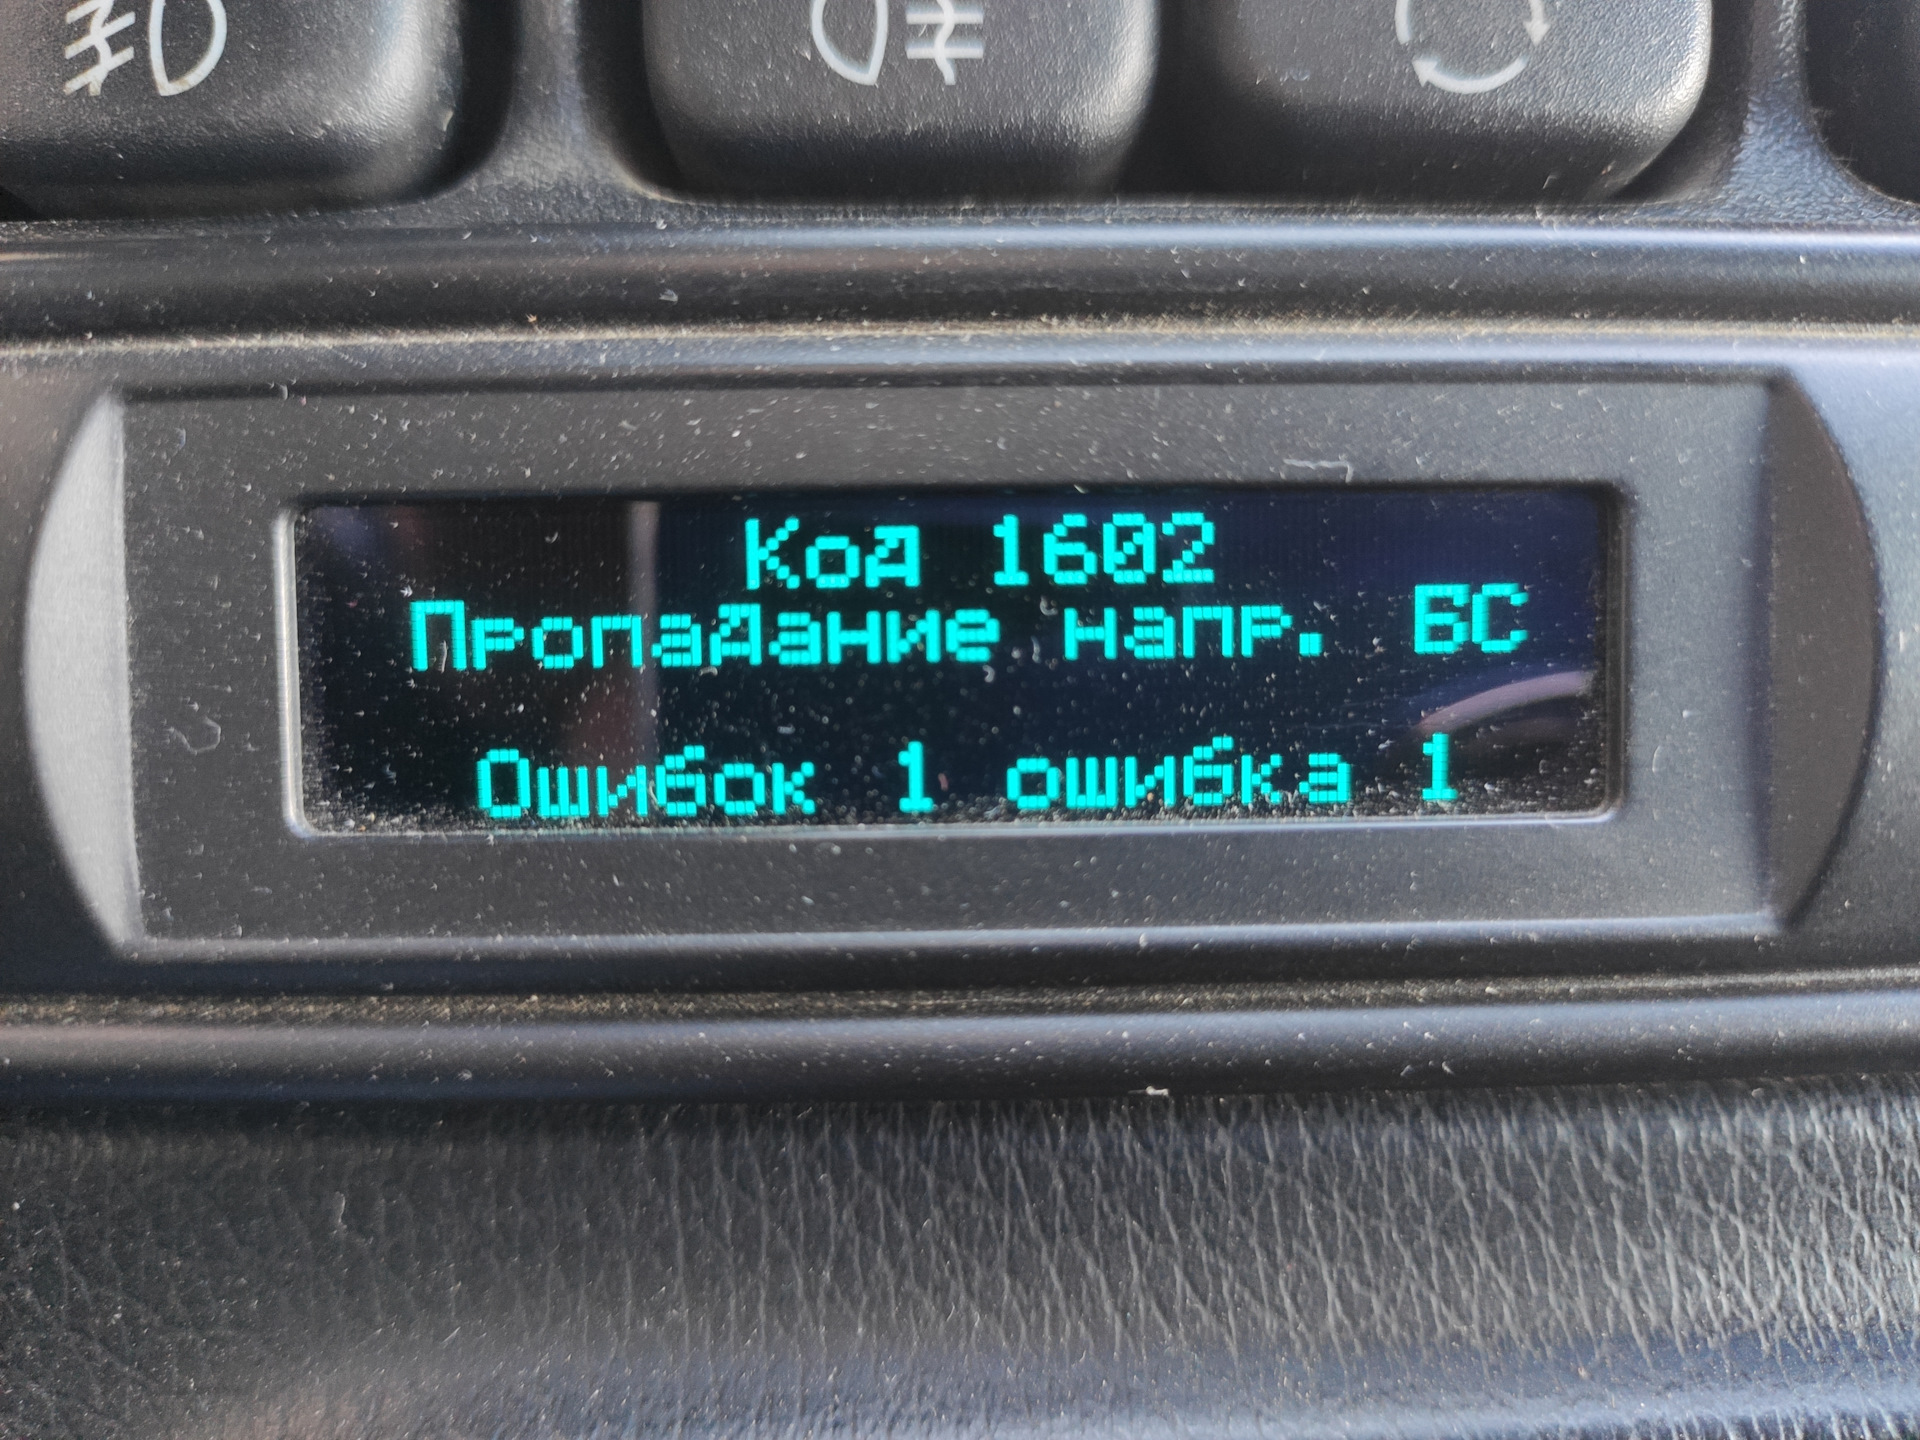 Код 1602
Пропадание напр. БС
Ошибок 1 ошибка 1